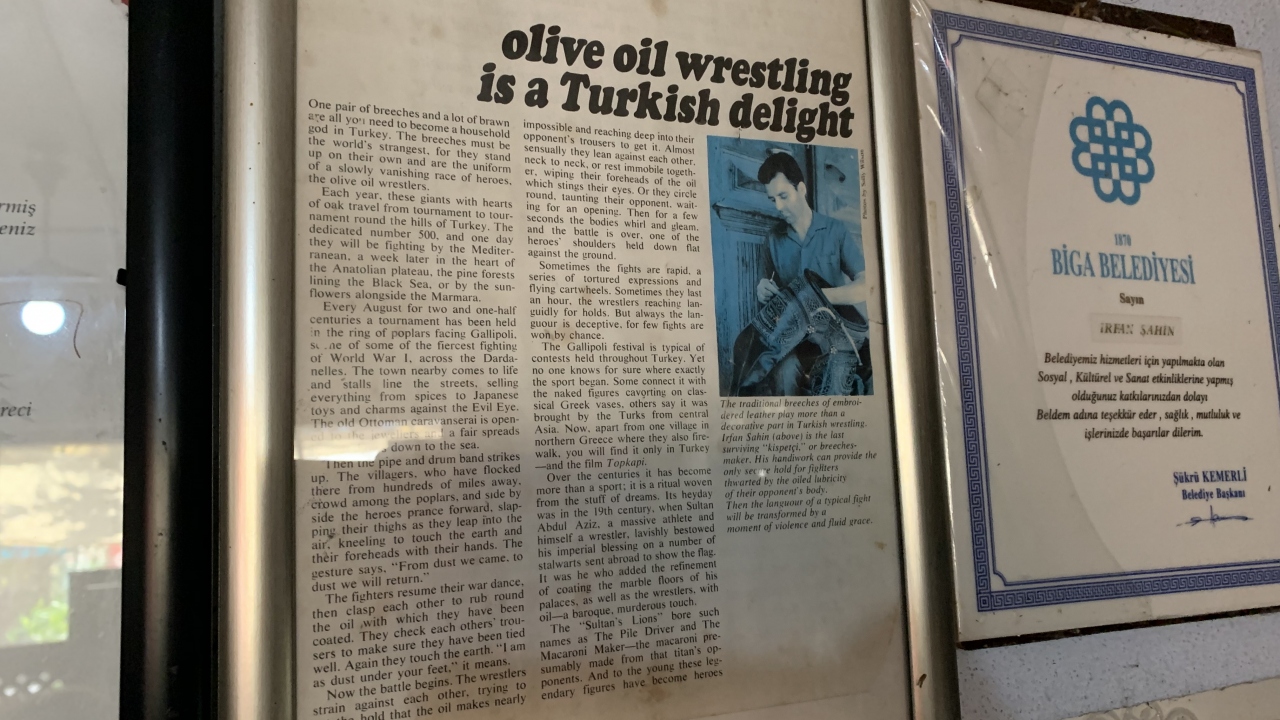 rmiş
eniz
reci
olive oil wrestling
is a Turkish delight
One pair of breeches and a lot of brawn
are all you need to become a household
god in Turkey. The breeches must be
the world's strangest, for they stand
up on their own and are the uniform
of a slowly vanishing race of heroes,
the olive oil wrestlers.
Each year, these giants with hearts
of oak travel from tournament to tour-
nament round the hills of Turkey. The
dedicated number 500, and one day
they will be fighting by the Mediter-
ranean, a week later in the heart of
the Anatolian plateau, the pine forests
lining the Black Sea, or by the sun-
flowers alongside the Marmara.
Every August for two and one-half
centuries a tournament has been held
in the ring of poplars facing Gallipoli,
some of some of the fiercest fighting
of World War I, across the Darda-
nelles. The town nearby comes to life
and stalls line the streets, selling
everything from spices to Japanese
toys and charms against the Evil Eye.
The old Ottoman caravanserai is open-
ed to the jewellers and a fair spreads
down to the sea.
Then the pipe and drum band strikes
up. The villagers, who have flocked
there from hundreds of miles away,
crowd among the poplars, and side by
side the heroes prance forward, slap-
ping their thighs as they leap into the
air, kneeling to touch the earth and
their foreheads with their hands. The
gesture says, "From dust we came, to
dust we will return."
The fighters resume their war dance,
then clasp each other to rub round
the oil with which they have been
coated. They check each others' trou-
sers to make sure they have been tied
well. Again they touch the earth. "I am
as dust under your feet," it means.
Now the battle begins. The wrestlers
strain against each other, trying to
hold that the oil makes nearly
impossible and reaching deep into their
opponent's trousers to get it. Almost
sensually they lean against each other,
neck to neck, or rest immobile togeth-
er, wiping their foreheads of the oil
which stings their eyes. Or they circle
round, taunting their opponent, wait-
ing for an opening. Then for a few
seconds the bodies whirl and gleam,
and the battle is over, one of the
heroes' shoulders held down flat
against the ground.
Sometimes the fights are rapid, a
series of tortured expressions and
flying cartwheels. Sometimes they last
an hour, the wrestlers reaching lan-
guidly for holds. But always the lan-
guour is deceptive, for few fights are
won by chance.
The Gallipoli festival is typical of
contests held throughout Turkey. Yet
no one knows for sure where exactly
the sport began. Some connect it with
the naked figures cavorting on clas-
sical Greek vases, others say it was
brought by the Turks from central
Asia. Now, apart from one village in
northern Greece where they also fire-
walk, you will find it only in Turkey
—and the film Topkapi.
Over the centuries it has become
more than a sport; it is a ritual woven
from the stuff of dreams. Its heyday
was in the 19th century, when Sultan
Abdul Aziz, a massive athlete and
himself a wrestler, lavishly bestowed
his imperial blessing on a number of
stalwarts sent abroad to show the flag.
It was he who added the refinement
of coating the marble floors of his
palaces, as well as the wrestlers, with
oil—a baroque, murderous touch.
The "Sultan's Lions" bore such
names as The Pile Driver and The
Macaroni Maker—the macaroni pre-
sumably made from that titan's op-
ponents. And to the young these leg-
endary figures have become heroes
The traditional breeches of embroi-
dered leather play more than a
decorative part in Turkish wrestling.
Irfan Sahin (above) is the last
surviving "kispetçi," or breeches-
maker. His handwork can provide the
only secure hold for fighters
thwarted by the oiled lubricity
of their opponent's body.
Then the languour of a typical fight
will be transformed by a
moment of violence and fluid grace.
1870
BİGA BELEDİYESİ
Sayın
İRFAN ŞAHİN
Belediyemiz hizmetleri için yapılmakta olan
Sosyal , Kültürel ve Sanat etkinliklerine yapmış
olduğunuz katkılarınızdan dolayı
Beldem adına teşekkür eder , sağlık , mutluluk ve
işlerinizde başarılar dilerim.
Şükrü KEMERLİ
Belediye Başkanı